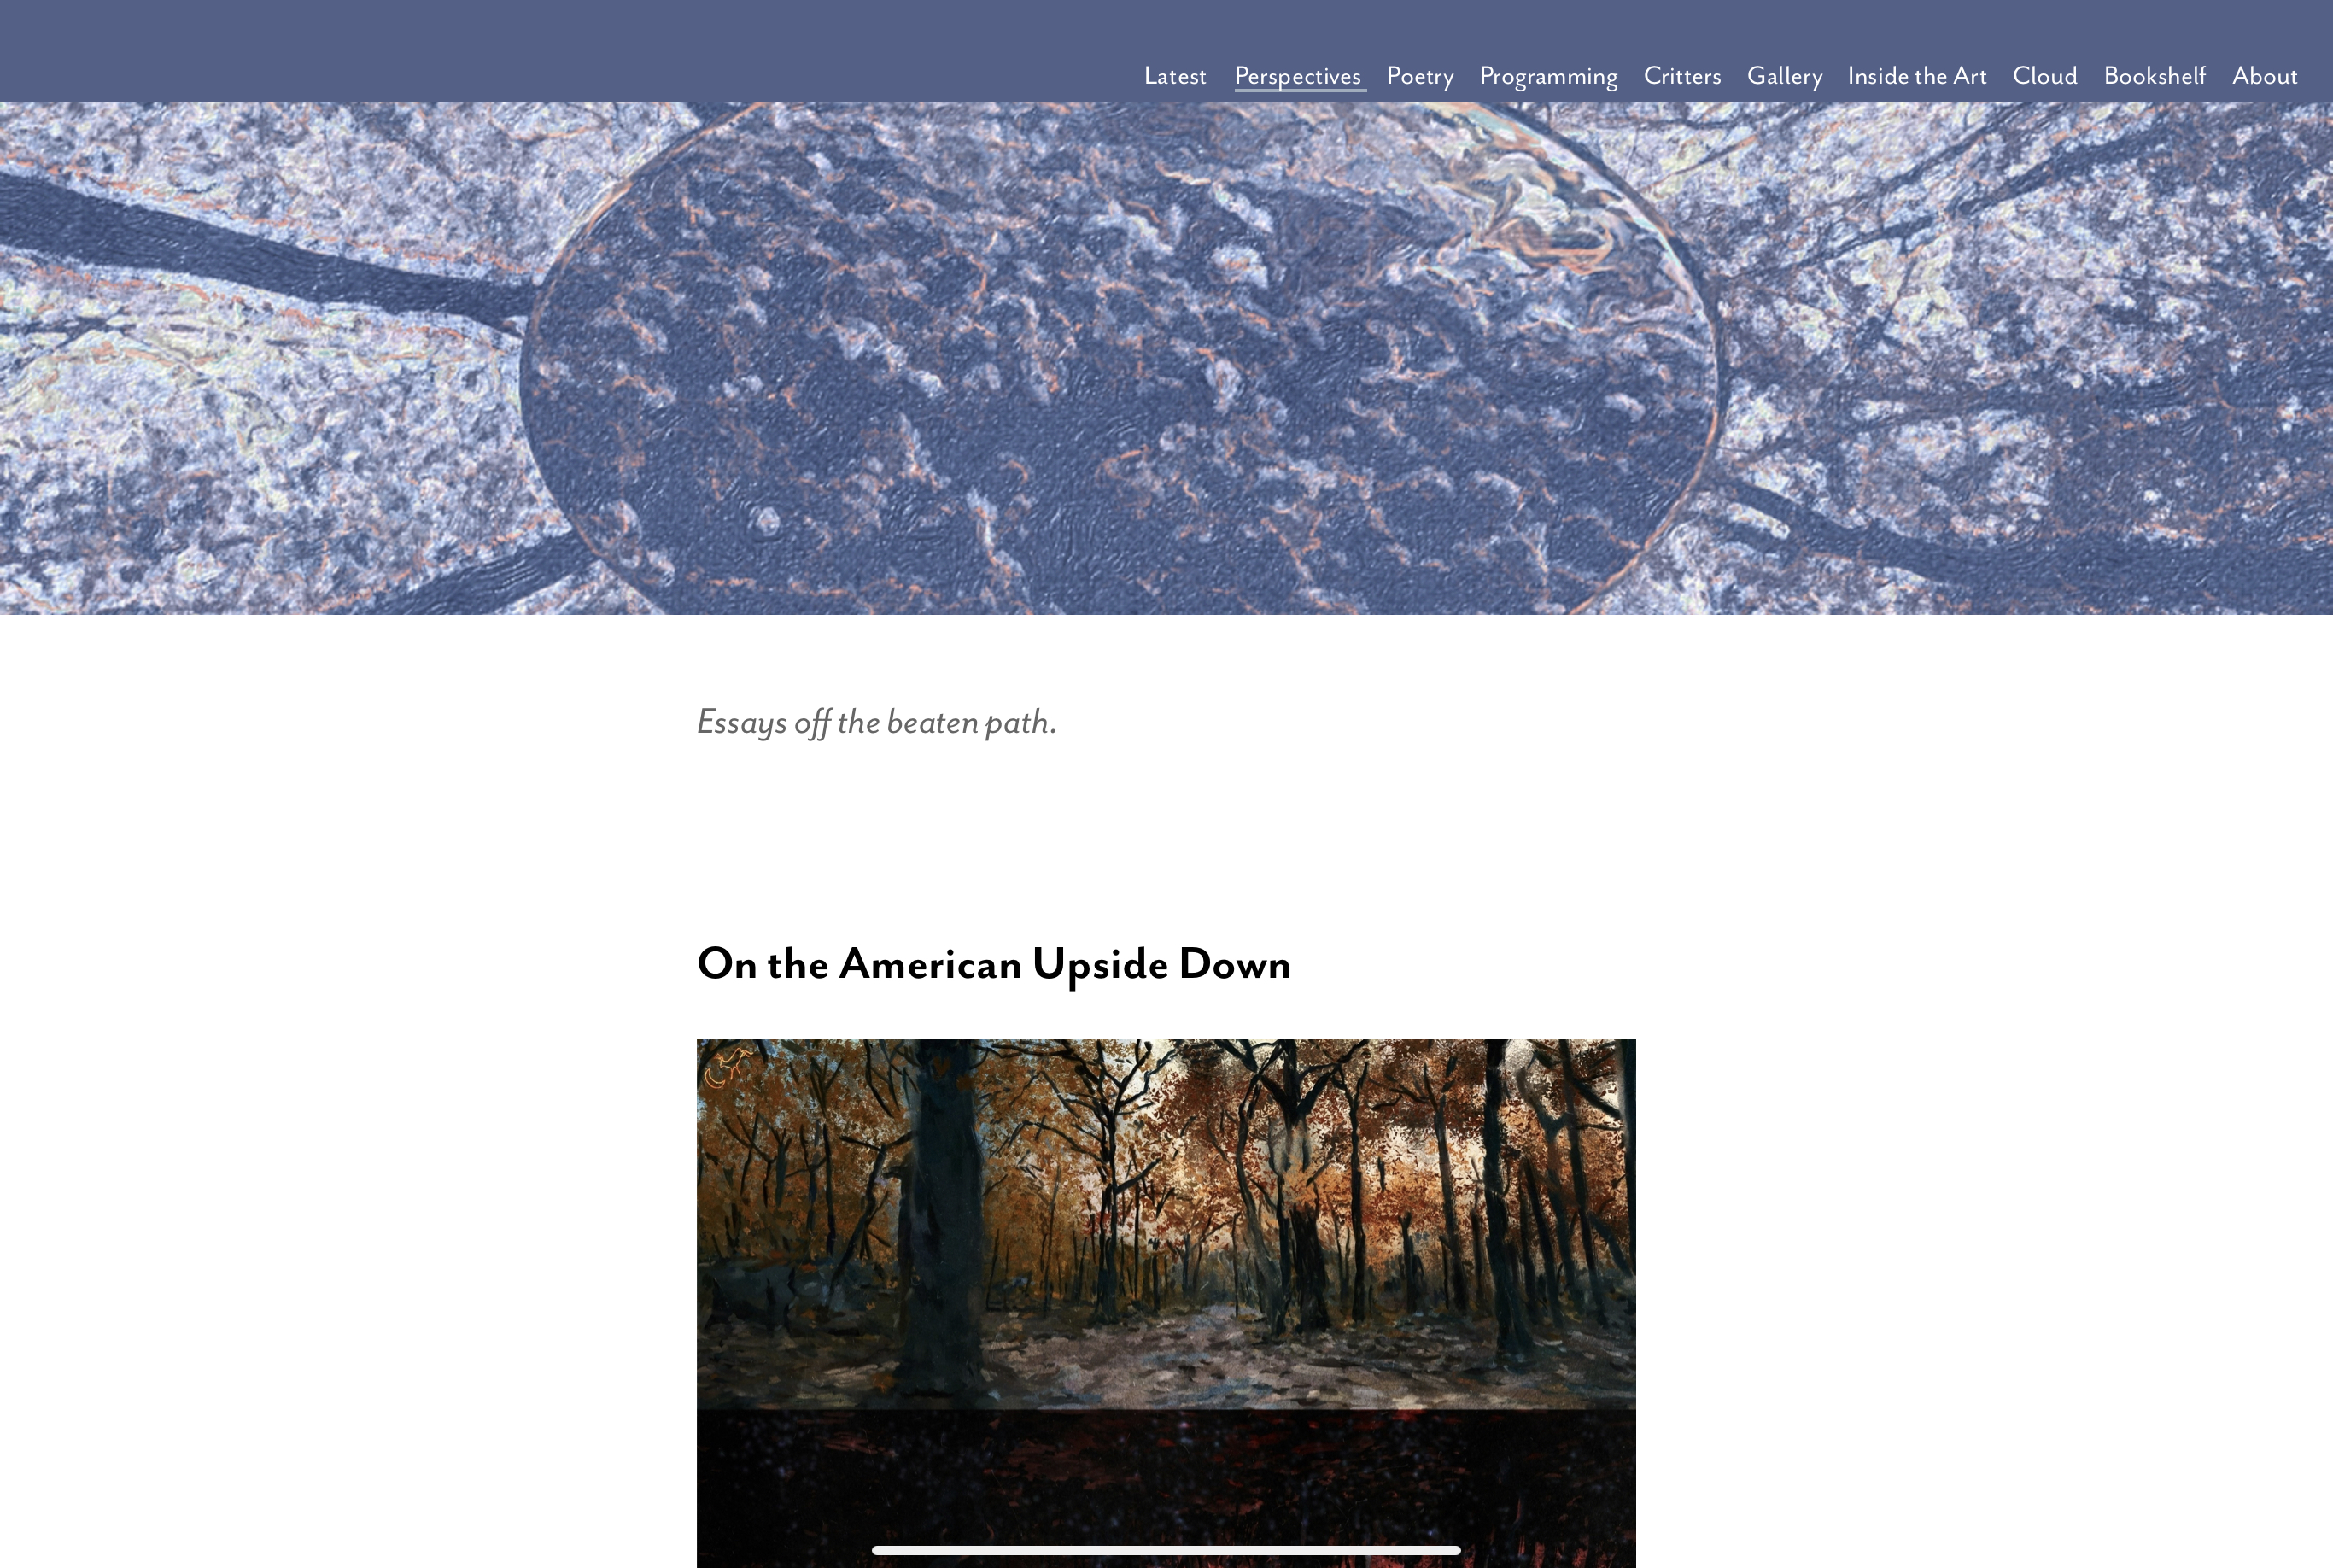 Latest Perspectives Poetry Programming Critters Gallery Inside the Art Cloud Bookshelf About
Essays off the beaten path.
On the American Upside Down